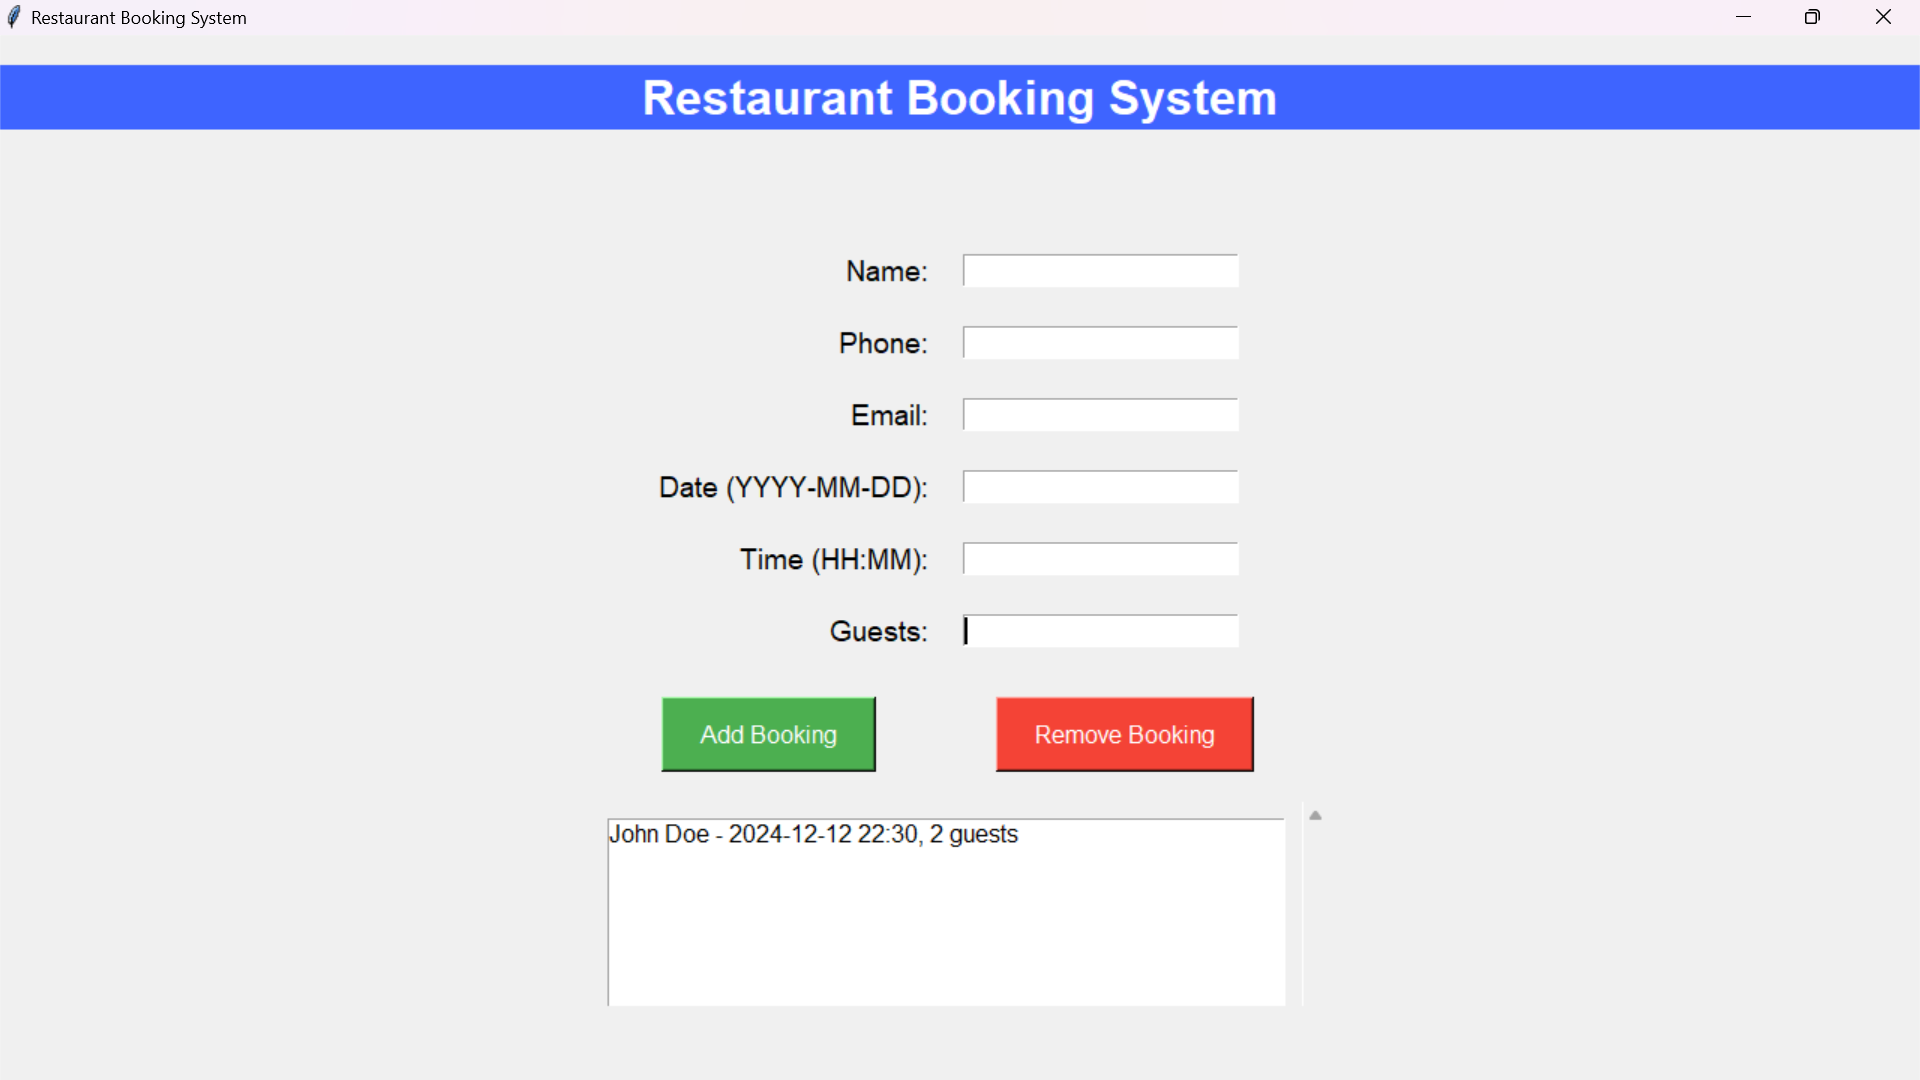 Restaurant Booking System
Restaurant Booking System
Name:
Phone:
Email:
Date (YYYY-MM-DD):
Time (HH:MM):
Guests:
Add Booking
Remove Booking
John Doe - 2024-12-12 22:30, 2 guests